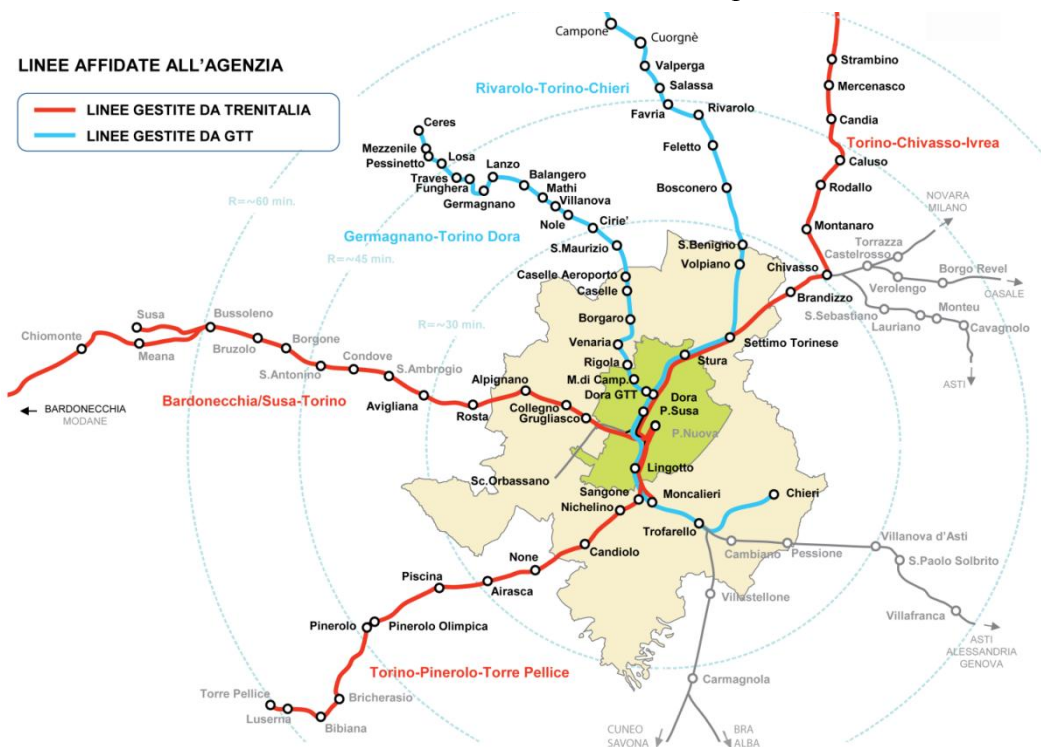 LINEE AFFIDATE ALL'AGENZIA
LINEE GESTITE DA TRENITALIA
LINEE GESTITE DA GTT
Campone
Cuorgnè
Valperga
Salassa
Favria
Rivarolo
Rivarolo-Torino-Chieri
Feletto
Bosconero
S.Benigno
Volpiano
Strambino
Mercenasco
Candia
Torino-Chivasso-Ivrea
Caluso
Rodallo
Montanaro
Chivasso
Brandizzo
Settimo Torinese
NOVARA
MILANO
Torrazza
Castelrosso
Borgo Revel
Verolengo
CASALE
S.Sebastiano
Monteu
Lauriano
Cavagnolo
ASTI
Ceres
Mezzenile
Pessinetto
Losa
Traves
Funghera
Lanzo
Germagnano
Balangero
Mathi
Villanova
Nole
Cirie'
S.Maurizio
Germagnano-Torino Dora
Caselle Aeroporto
Caselle
Borgaro
Venaria
Rigola
M.di Camp.
Dora GTT
Stura
Dora
P.Susa
P.Nuova
Lingotto
R=~60 min.
R=~45 min.
R=~30 min.
Susa
Bussoleno
Chiomonte
Meana
Bruzolo
Borgone
S.Antonino
Condove
S.Ambrogio
Avigliana
Rosta
Alpignano
Collegno
Grugliasco
Bardonecchia/Susa-Torino
BARDONECCHIA
MODANE
Sc.Orbassano
Sangone
Nichelino
Moncalieri
Trofarello
Chieri
Candiolo
None
Airasca
Piscina
Pinerolo Olimpica
Pinerolo
Torino-Pinerolo-Torre Pellice
Torre Pellice
Luserna
Bibiana
Bricherasio
Cambiano
Pessione
Villanova d'Asti
S.Paolo Solbrito
Villafranca
ASTI
ALESSANDRIA
GENOVA
Villastellone
Carmagnola
CUNEO
SAVONA
BRA
ALBA